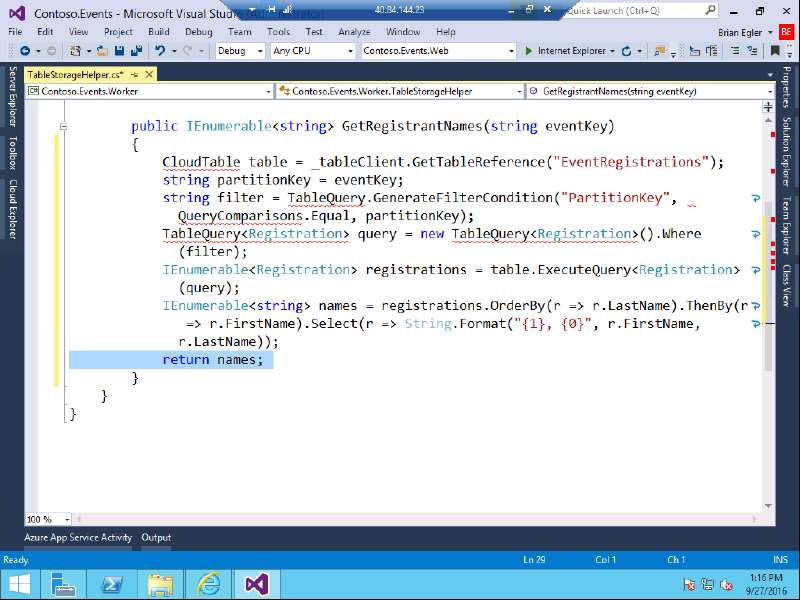 Contoso.Events - Microsoft Visual Stud
40.84.144.23
Quick Launch (Ctrl+Q)
File Edit View Project Build Debug Team Tools Test Analyze Window Help
Brian Egler BE
Debug Any CPU Contoso.Events.Web Internet Explorer
TableStorageHelper.cs*
Contoso.Events.Worker Contoso.Events.Worker.TableStorageHelper GetRegistrantNames(string eventKey)
Server Explorer
Toolbox
Cloud Explorer
public IEnumerable<string> GetRegistrantNames(string eventKey)
{
CloudTable table = _tableClient.GetTableReference("EventRegistrations");
string partitionKey = eventKey;
string filter = TableQuery.GenerateFilterCondition("PartitionKey",
QueryComparisons.Equal, partitionKey);
TableQuery<Registration> query = new TableQuery<Registration>().Where
(filter);
IEnumerable<Registration> registrations = table.ExecuteQuery<Registration>
(query);
IEnumerable<string> names = registrations.OrderBy(r => r.LastName).ThenBy(r
=> r.FirstName).Select(r => String.Format("{1}, {0}", r.FirstName,
r.LastName));
return names;
}
}
}
Properties
Solution Explorer
Team Explorer
Class View
100 %
Azure App Service Activity Output
Ready Ln 29 Col 1 Ch 1 INS
1:16 PM
9/27/2016